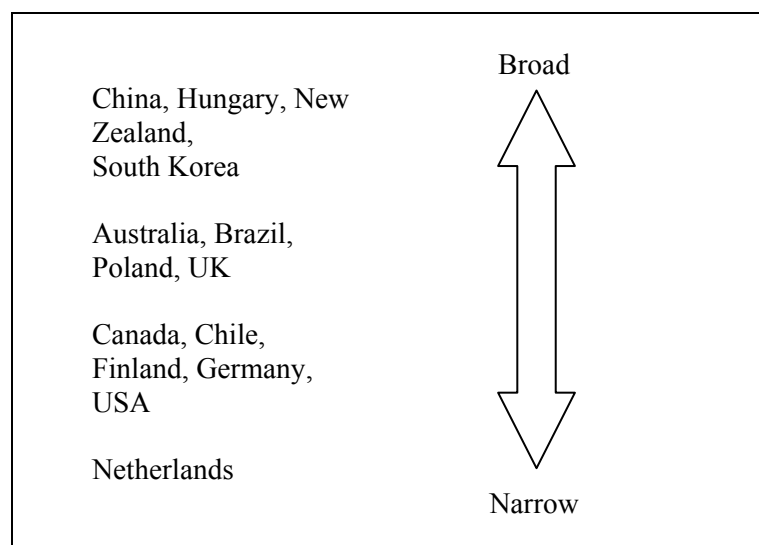 Broad
China, Hungary, New
Zealand,
South Korea
Australia, Brazil,
Poland, UK
Canada, Chile,
Finland, Germany,
USA
Netherlands
Narrow